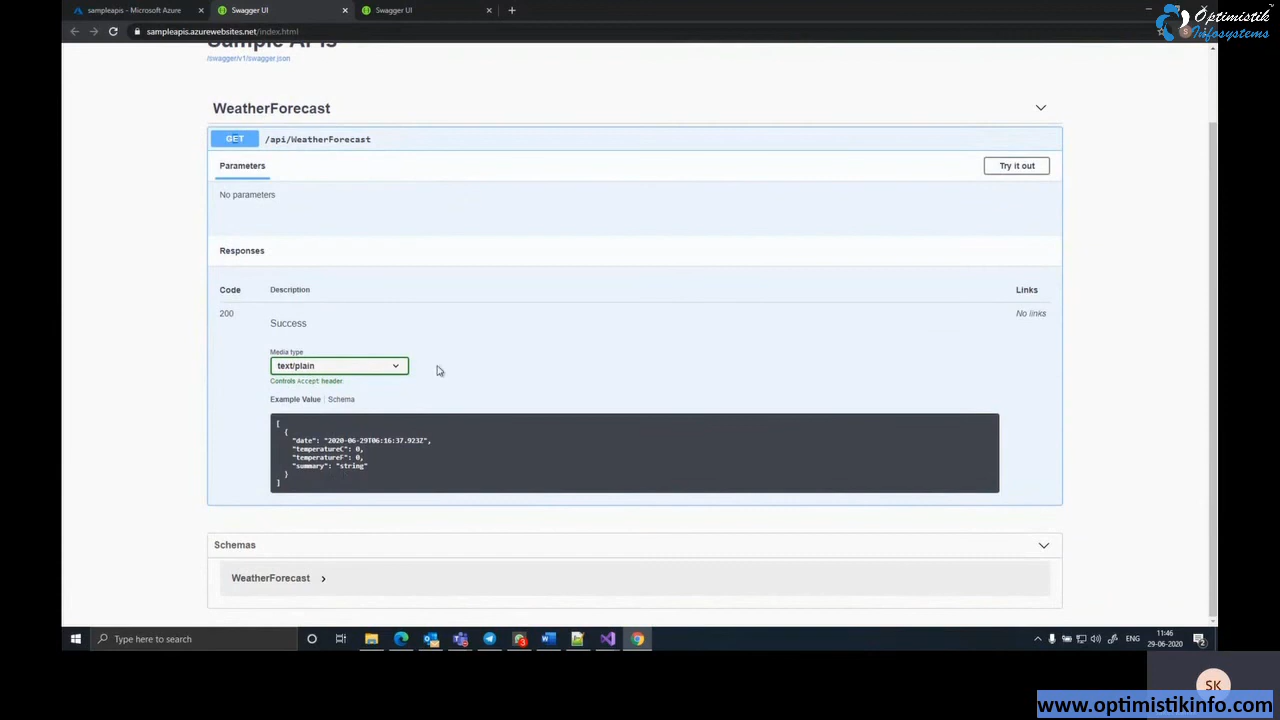 sampleapis - Microsoft Azure
Swagger UI
Swagger UI
sampleapis.azurewebsites.net/index.html
Optimistik
Infosystems
Sample APIs
/swagger/v1/swagger.json
WeatherForecast
GET /api/WeatherForecast
Parameters
Try it out
No parameters
Responses
Code Description Links
200 Success No links
Media type
text/plain
Controls Accept header.
Example Value | Schema
[
{
"date": "2020-06-29T06:16:37.923Z",
"temperatureC": 0,
"temperatureF": 0,
"summary": "string"
}
]
Schemas
WeatherForecast
Type here to search
3
ENG
11:46
29-06-2020
2
SK
www.optimistikinfo.com